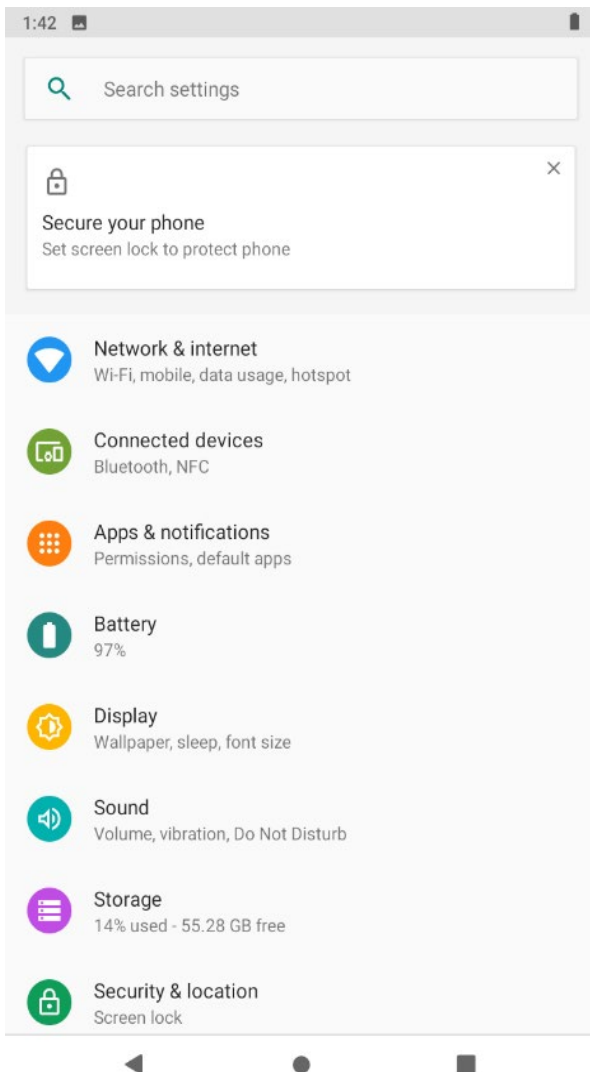 1:42
Search settings
Secure your phone
Set screen lock to protect phone
Network & internet
Wi-Fi, mobile, data usage, hotspot
Connected devices
Bluetooth, NFC
Apps & notifications
Permissions, default apps
Battery
97%
Display
Wallpaper, sleep, font size
Sound
Volume, vibration, Do Not Disturb
Storage
14% used - 55.28 GB free
Security & location
Screen lock